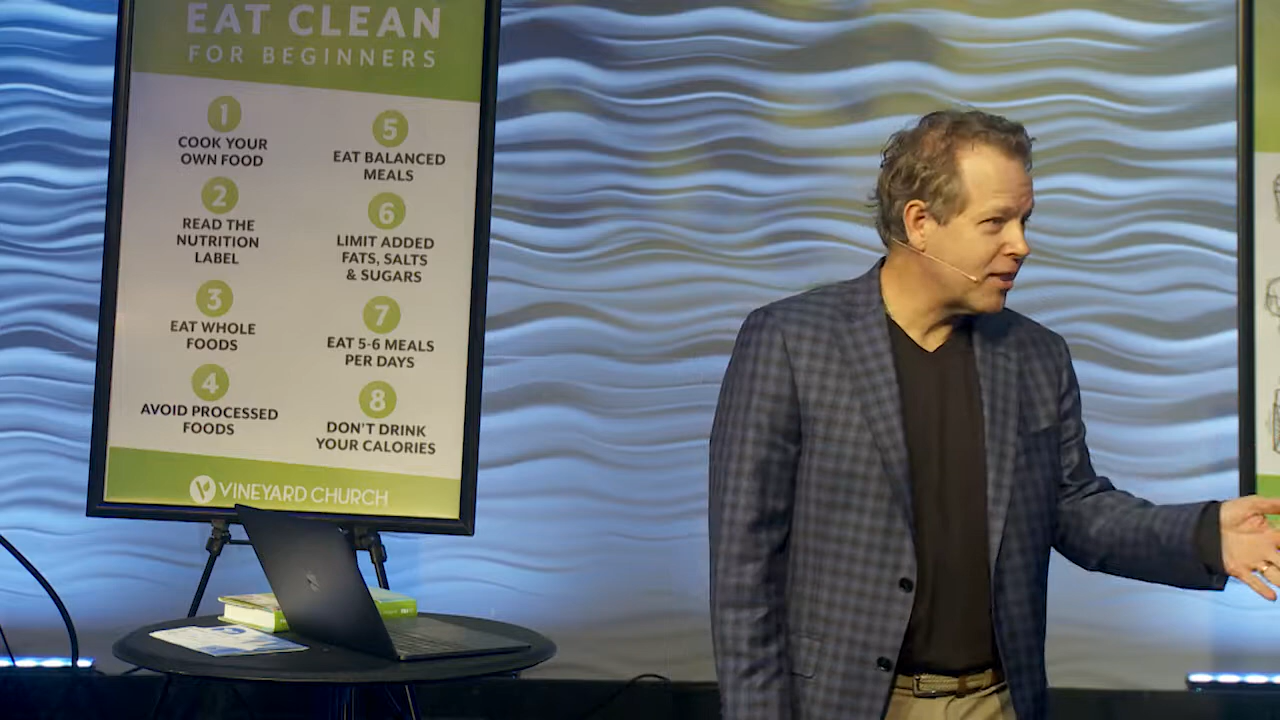 EAT CLEAN
FOR BEGINNERS
1
COOK YOUR
OWN FOOD
2
READ THE
NUTRITION
LABEL
3
EAT WHOLE
FOODS
4
AVOID PROCESSED
FOODS
5
EAT BALANCED
MEALS
6
LIMIT ADDED
FATS, SALTS
& SUGARS
7
EAT 5-6 MEALS
PER DAYS
8
DON'T DRINK
YOUR CALORIES
VINEYARD CHURCH